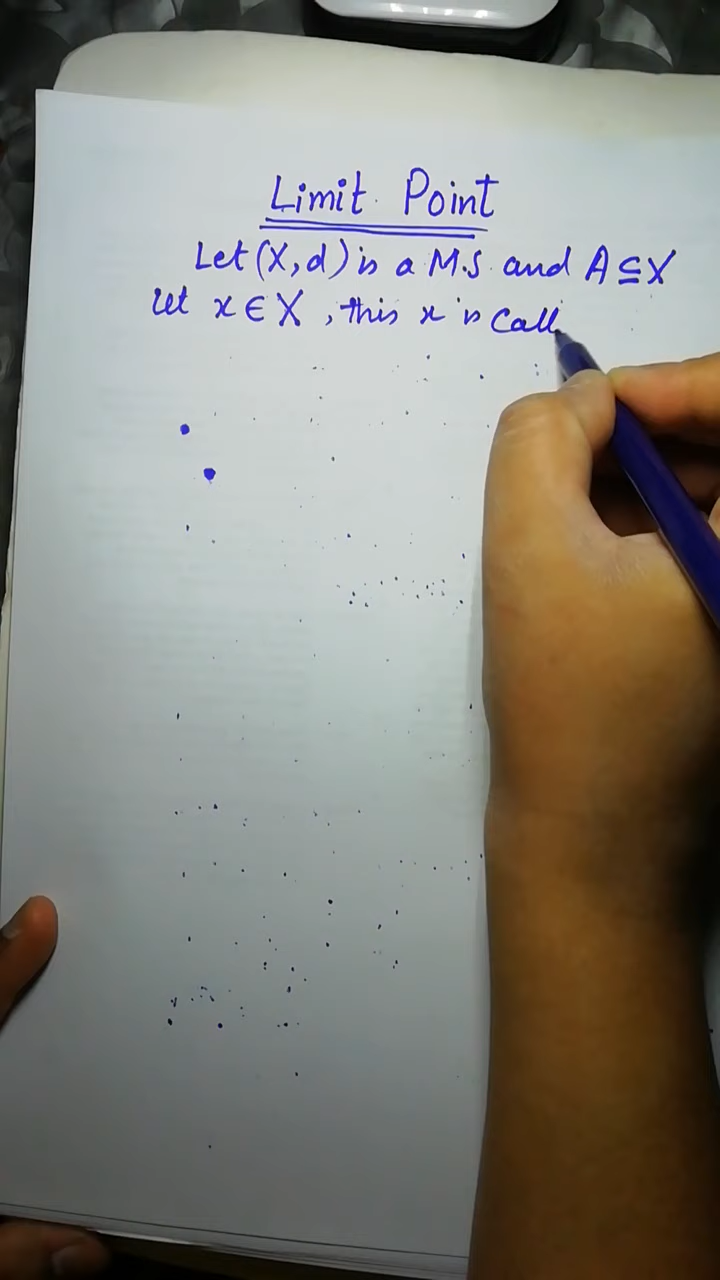 Limit Point
Let (X, d) is a M.S and A ⊆ X
Let x ∈ X, this x is Call